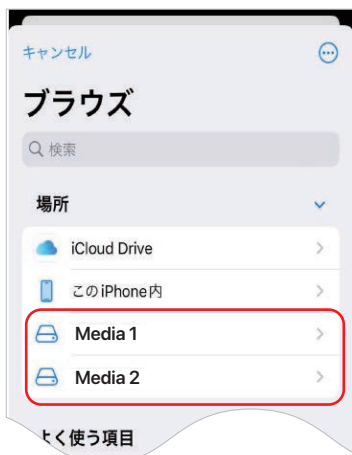 キャンセル
ブラウズ
検索
場所
iCloud Drive
このiPhone内
Media 1
Media 2
よく使う項目